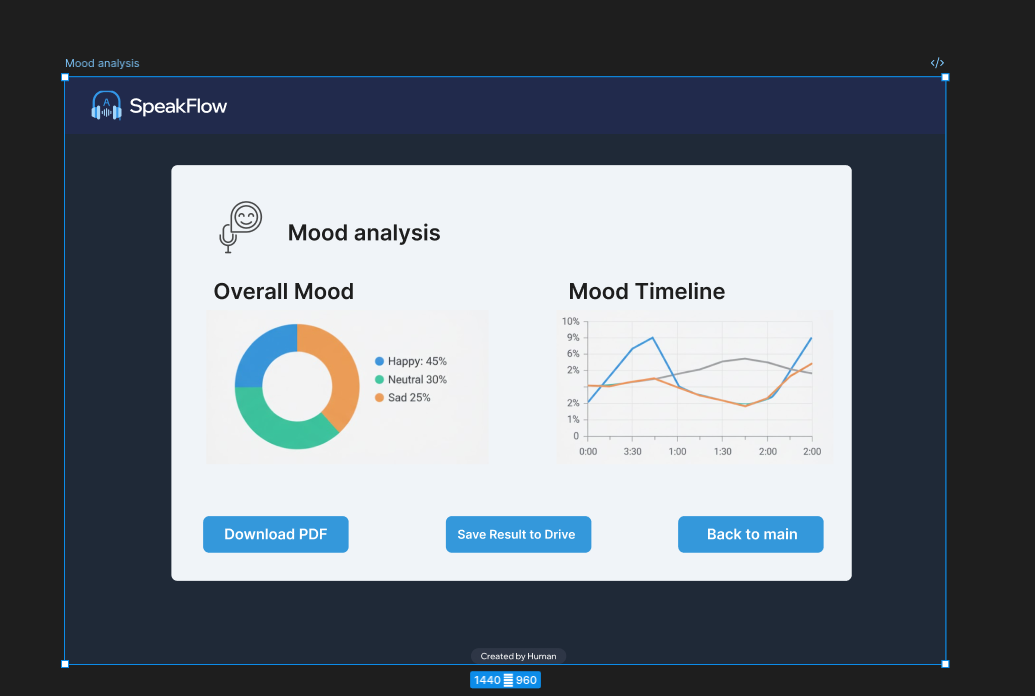 Mood analysis
</>
A
SpeakFlow
Mood analysis
Overall Mood
Happy: 45%
Neutral 30%
Sad 25%
Mood Timeline
10%
9%
6%
2%
2%
1%
0
0:00 3:30 1:00 1:30 2:00 2:00
Download PDF
Save Result to Drive
Back to main
Created by Human
1440 960